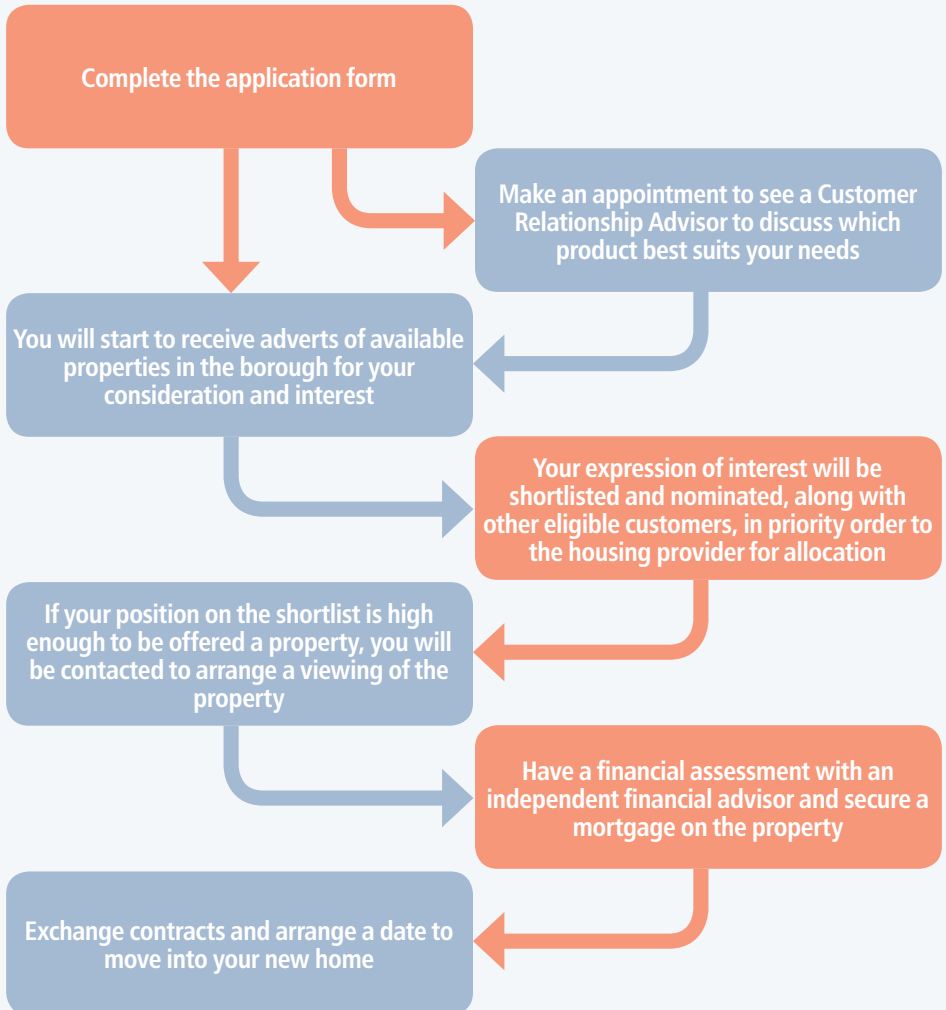 Complete the application form
Make an appointment to see a Customer
Relationship Advisor to discuss which
product best suits your needs
You will start to receive adverts of available
properties in the borough for your
consideration and interest
Your expression of interest will be
shortlisted and nominated, along with
other eligible customers, in priority order to
the housing provider for allocation
If your position on the shortlist is high
enough to be offered a property, you will
be contacted to arrange a viewing of the
property
Have a financial assessment with an
independent financial advisor and secure a
mortgage on the property
Exchange contracts and arrange a date to
move into your new home